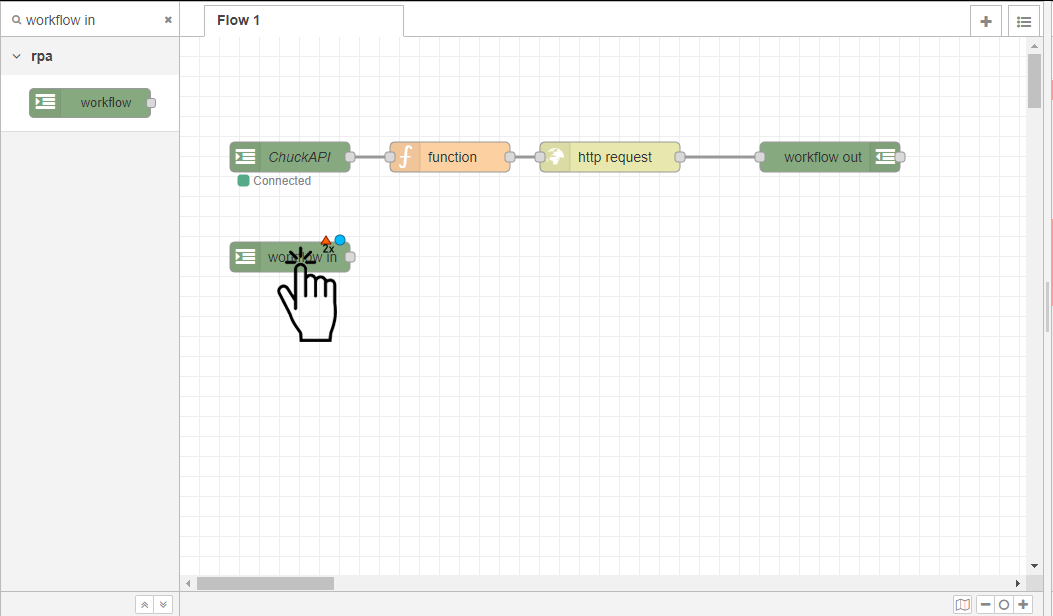 workflow in
Flow 1
rpa
workflow
ChuckAPI
function
http request
workflow out
Connected
2x
workflow in